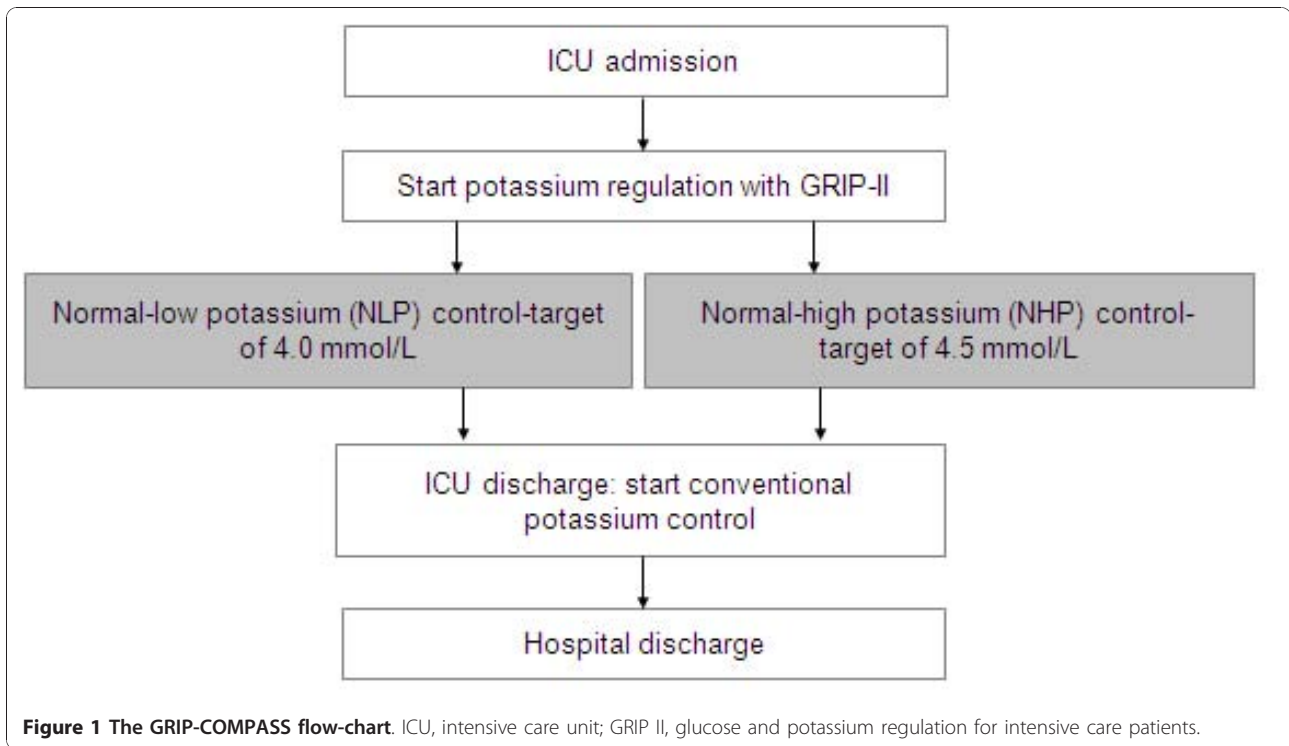 ICU admission
Start potassium regulation with GRIP-II
Normal-low potassium (NLP) control-target
of 4.0 mmol/L
Normal-high potassium (NHP) control-
target of 4.5 mmol/L
ICU discharge: start conventional
potassium control
Hospital discharge
Figure 1 The GRIP-COMPASS flow-chart. ICU, intensive care unit; GRIP II, glucose and potassium regulation for intensive care patients.